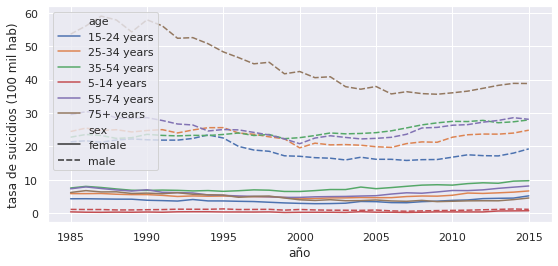 60
50
40
30
20
10
0
tasa de suicidios (100 mil hab)
age
15-24 years
25-34 years
35-54 years
5-14 years
55-74 years
75+ years
sex
female
male
1985
1990
1995
2000
2005
2010
2015
año